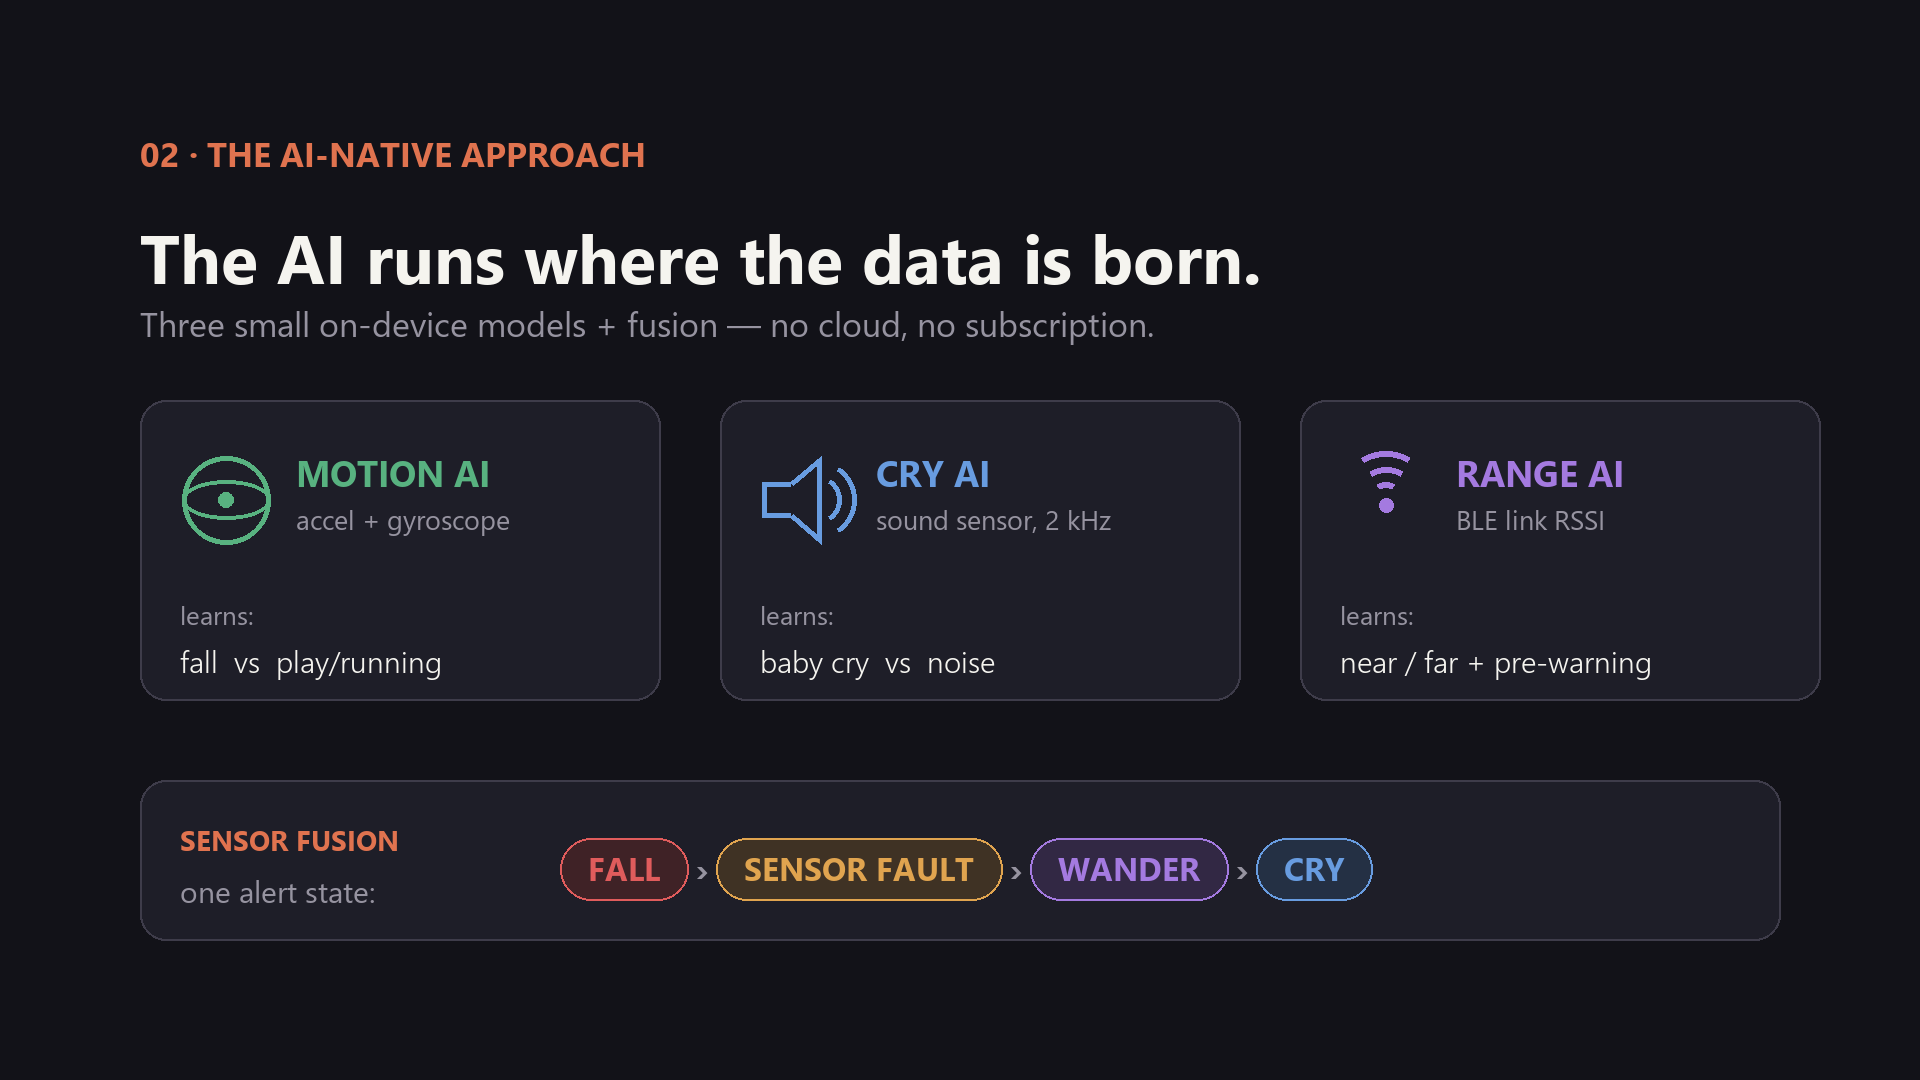 02 · THE AI-NATIVE APPROACH
The AI runs where the data is born.
Three small on-device models + fusion — no cloud, no subscription.
MOTION AI
accel + gyroscope
learns:
fall vs play/running
CRY AI
sound sensor, 2 kHz
learns:
baby cry vs noise
RANGE AI
BLE link RSSI
learns:
near / far + pre-warning
SENSOR FUSION
one alert state:
FALL › SENSOR FAULT › WANDER › CRY